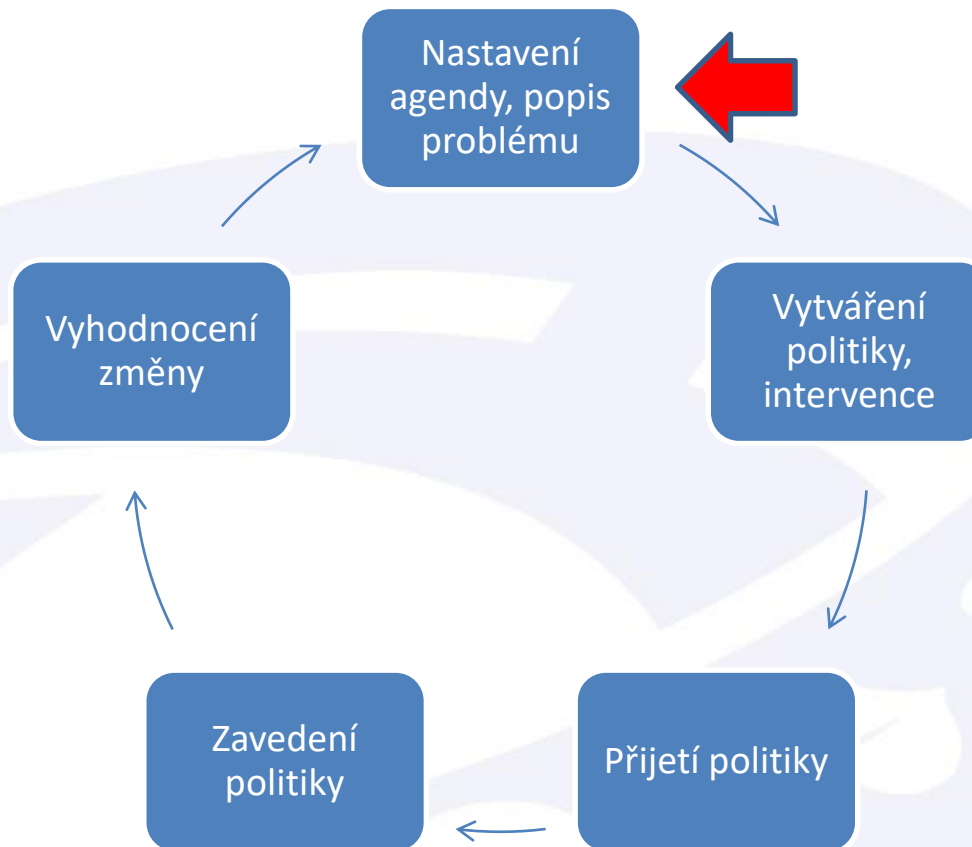 Nastavení
agendy, popis
problému
Vytváření
politiky,
intervence
Přijetí politiky
Zavedení
politiky
Vyhodnocení
změny